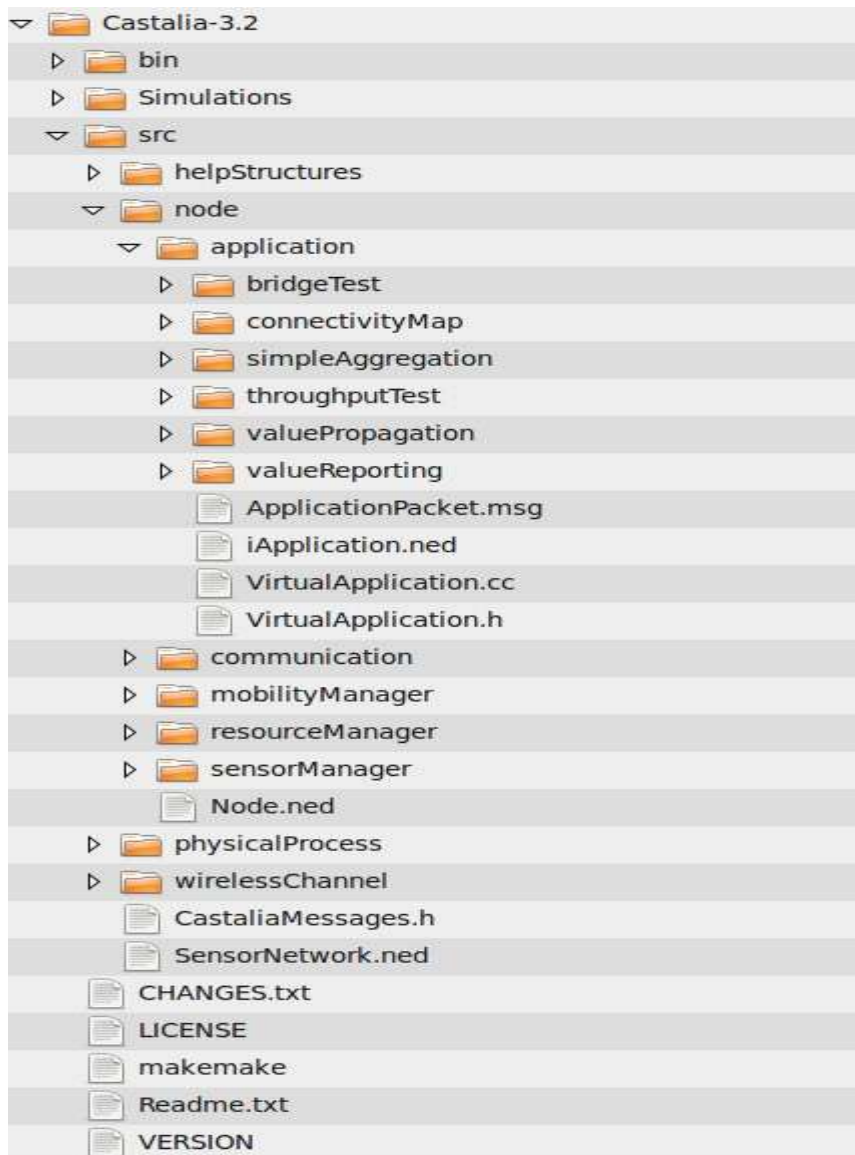 Castalia-3.2
bin
Simulations
src
helpStructures
node
application
bridgeTest
connectivityMap
simpleAggregation
throughputTest
valuePropagation
valueReporting
ApplicationPacket.msg
iApplication.ned
VirtualApplication.cc
VirtualApplication.h
communication
mobilityManager
resourceManager
sensorManager
Node.ned
physicalProcess
wirelessChannel
CastaliaMessages.h
SensorNetwork.ned
CHANGES.txt
LICENSE
makemake
Readme.txt
VERSION